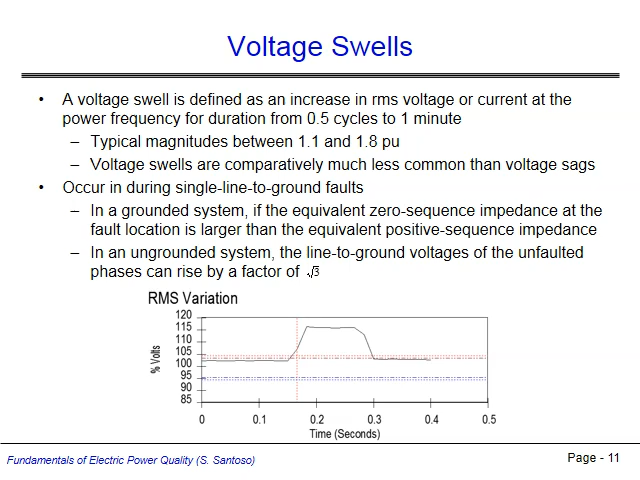 Voltage Swells
• A voltage swell is defined as an increase in rms voltage or current at the
power frequency for duration from 0.5 cycles to 1 minute
– Typical magnitudes between 1.1 and 1.8 pu
– Voltage swells are comparatively much less common than voltage sags
• Occur in during single-line-to-ground faults
– In a grounded system, if the equivalent zero-sequence impedance at the
fault location is larger than the equivalent positive-sequence impedance
– In an ungrounded system, the line-to-ground voltages of the unfaulted
phases can rise by a factor of √3
RMS Variation
120
115
110
105
100
95
90
85
% Volts
0 0.1 0.2 0.3 0.4 0.5
Time (Seconds)
Fundamentals of Electric Power Quality (S. Santoso)
Page - 11